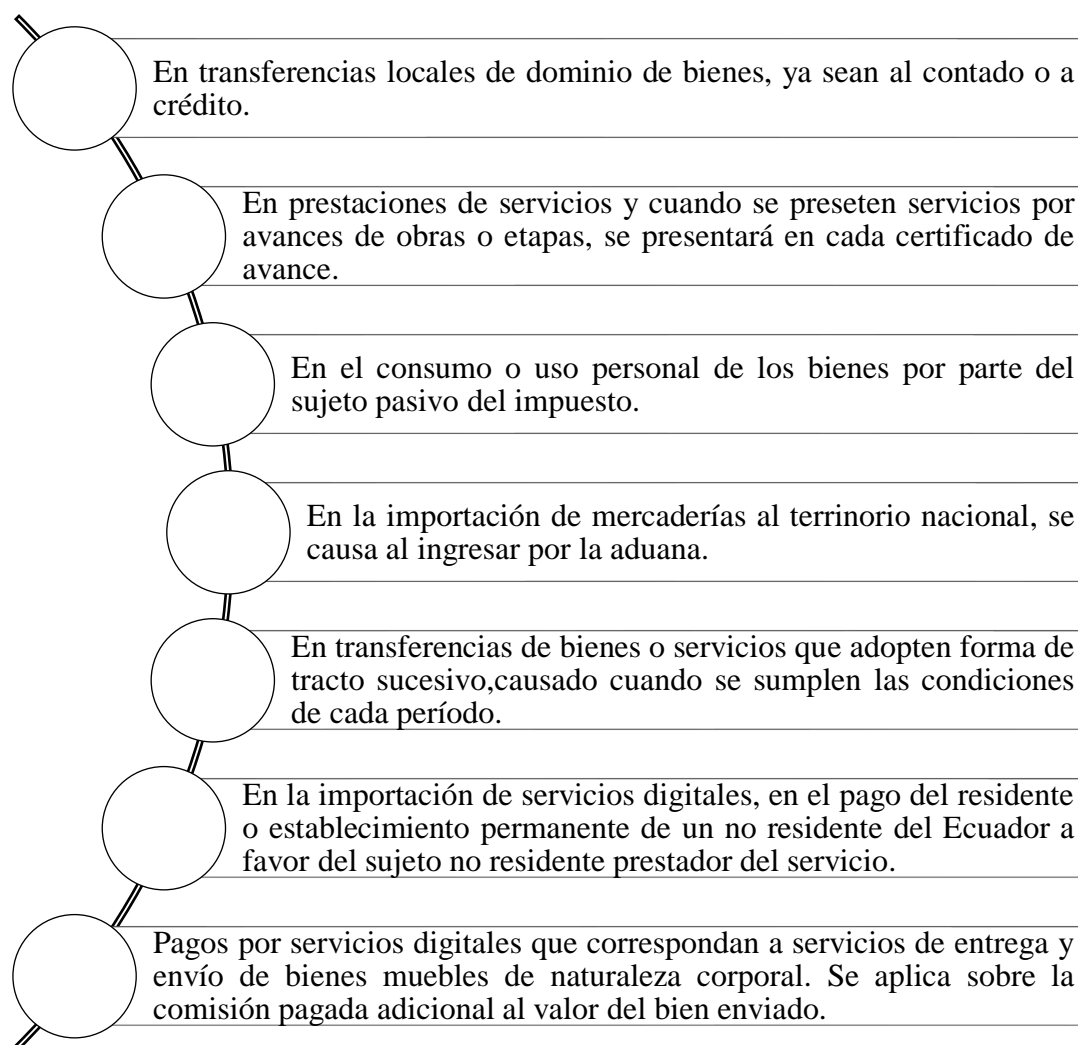 En transferencias locales de dominio de bienes, ya sean al contado o a
crédito.
En prestaciones de servicios y cuando se preseten servicios por
avances de obras o etapas, se presentará en cada certificado de
avance.
En el consumo o uso personal de los bienes por parte del
sujeto pasivo del impuesto.
En la importación de mercaderías al terrinorio nacional, se
causa al ingresar por la aduana.
En transferencias de bienes o servicios que adopten forma de
tracto sucesivo,causado cuando se sumplen las condiciones
de cada período.
En la importación de servicios digitales, en el pago del residente
o establecimiento permanente de un no residente del Ecuador a
favor del sujeto no residente prestador del servicio.
Pagos por servicios digitales que correspondan a servicios de entrega y
envío de bienes muebles de naturaleza corporal. Se aplica sobre la
comisión pagada adicional al valor del bien enviado.